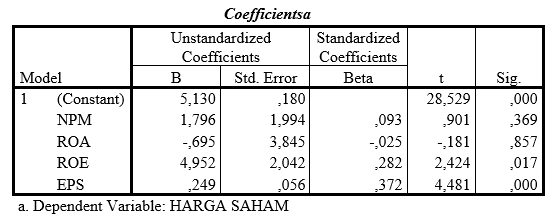 Coefficientsa
Unstandardized Coefficients Standardized Coefficients
Model B Std. Error Beta t Sig.
1 (Constant) 5,130 ,180 28,529 ,000
NPM 1,796 1,994 ,093 ,901 ,369
ROA -,695 3,845 -,025 -,181 ,857
ROE 4,952 2,042 ,282 2,424 ,017
EPS ,249 ,056 ,372 4,481 ,000
a. Dependent Variable: HARGA SAHAM